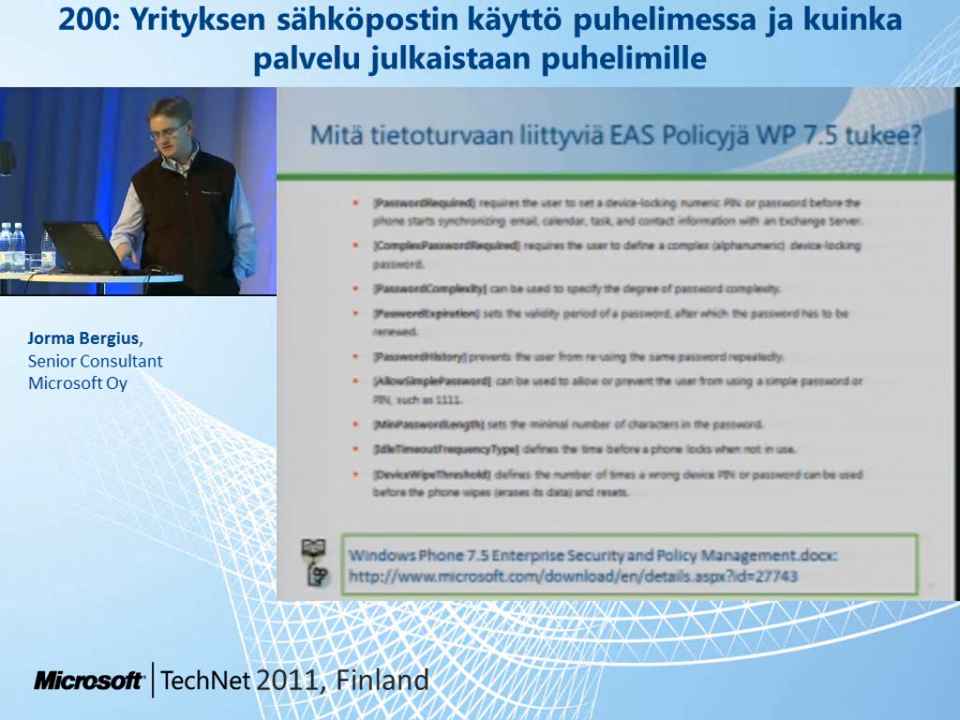 200: Yrityksen sähköpostin käyttö puhelimessa ja kuinka
palvelu julkaistaan puhelimille
Mitä tietoturvaan liittyviä EAS Policyjä WP 7.5 tukee?
[PasswordRequired] requires the user to set a device-locking numeric PIN or password before the
phone starts synchronizing email, calendar, task, and contact information with an Exchange Server.
[ComplexPasswordRequired] requires the user to define a complex (alphanumeric) device-locking
password.
[PasswordComplexity] can be used to specify the degree of password complexity.
[PasswordExpiration] sets the validity period of a password, after which the password has to be
renewed.
[PasswordHistory] prevents the user from re-using the same password repeatedly.
[AllowSimplePassword] can be used to allow or prevent the user from using a simple password or
PIN, such as 1111.
[MinPasswordLength] sets the minimal number of characters in the password.
[IdleTimeoutFrequencyType] defines the time before a phone locks when not in use.
[DeviceWipeThreshold] defines the number of times a wrong device PIN or password can be used
before the phone wipes (erases its data) and resets.
Windows Phone 7.5 Enterprise Security and Policy Management.docx:
http://www.microsoft.com/download/en/details.aspx?id=27743
Jorma Bergius,
Senior Consultant
Microsoft Oy
Microsoft | TechNet 2011, Finland